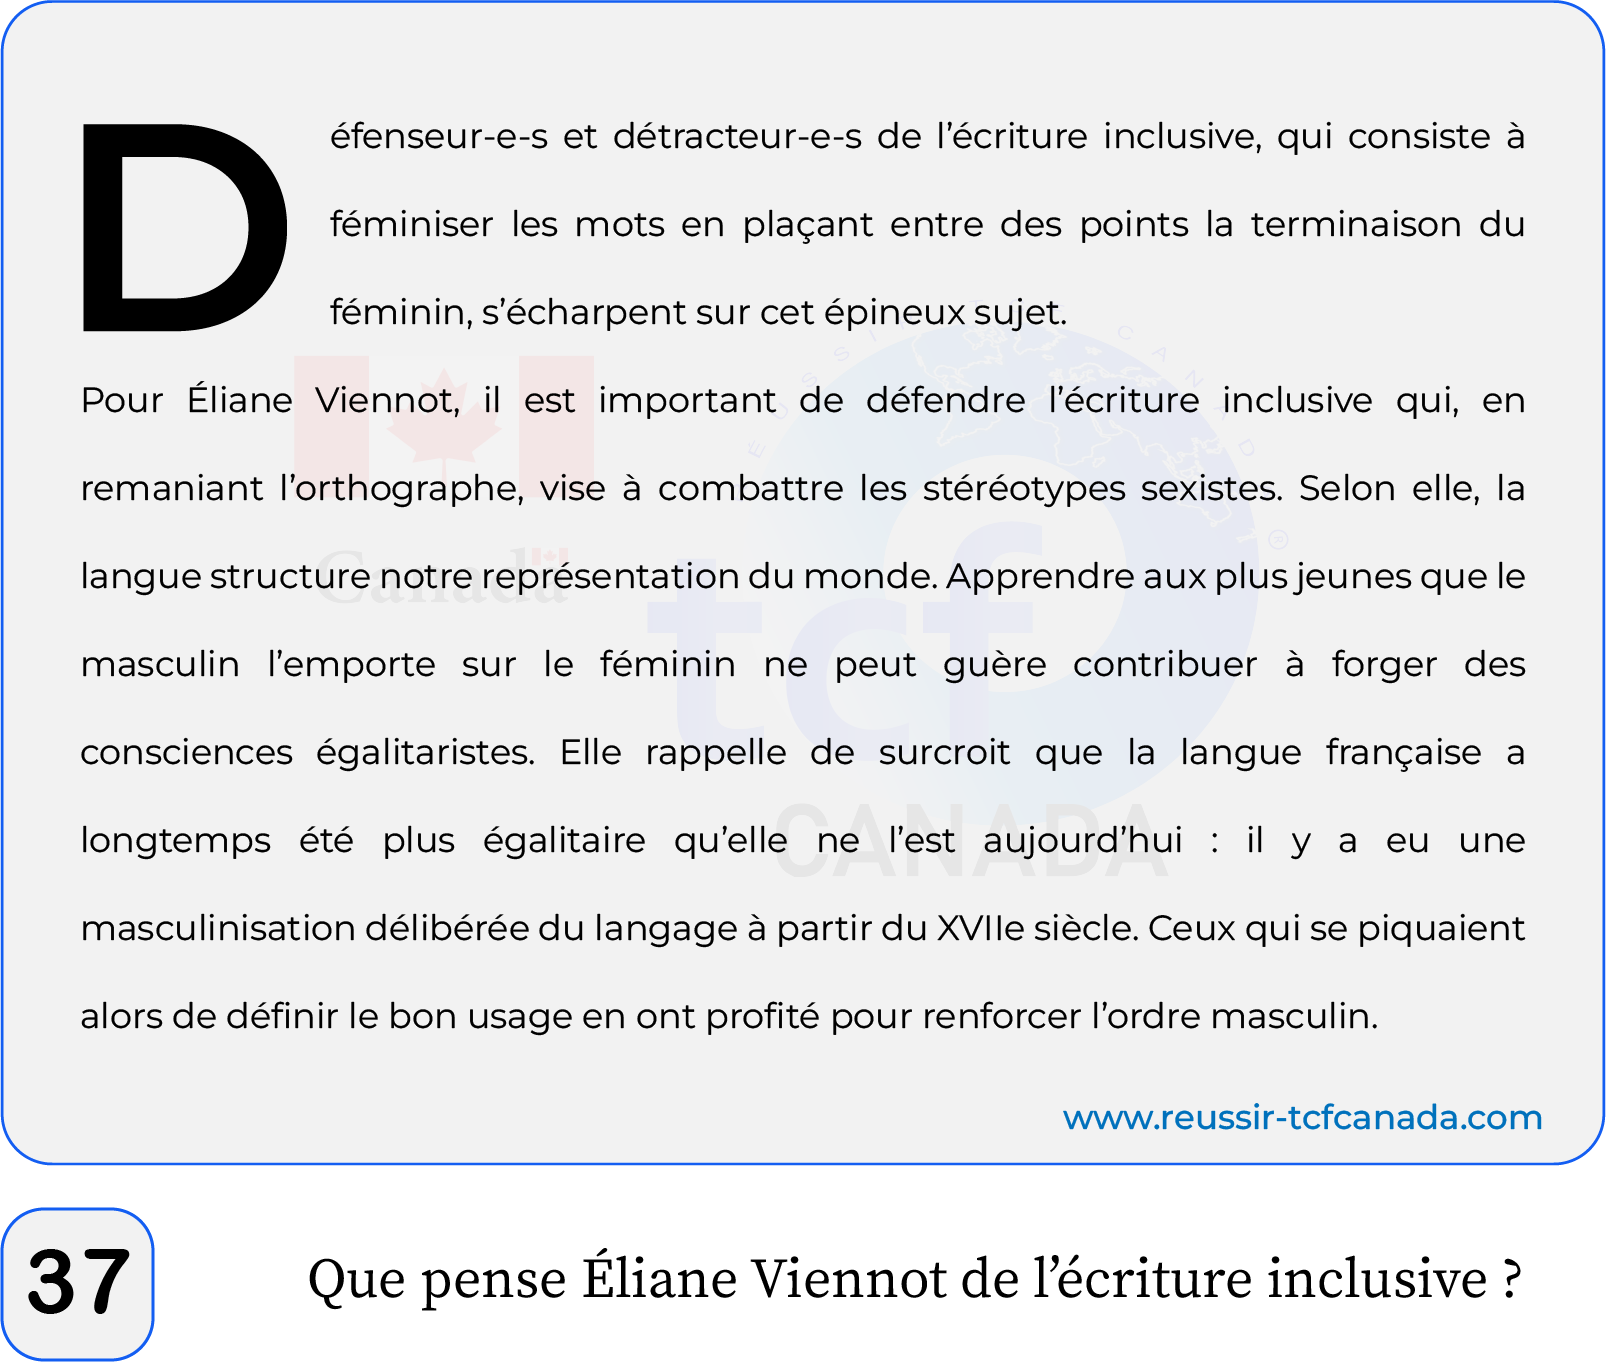 Défenseur-e-s et détracteur-e-s de l’écriture inclusive, qui consiste à
féminiser les mots en plaçant entre des points la terminaison du
féminin, s’écharpent sur cet épineux sujet.
Pour Éliane Viennot, il est important de défendre l’écriture inclusive qui, en
remaniant l’orthographe, vise à combattre les stéréotypes sexistes. Selon elle, la
langue structure notre représentation du monde. Apprendre aux plus jeunes que le
masculin l’emporte sur le féminin ne peut guère contribuer à forger des
consciences égalitaristes. Elle rappelle de surcroit que la langue française a
longtemps été plus égalitaire qu’elle ne l’est aujourd’hui : il y a eu une
masculinisation délibérée du langage à partir du XVIIe siècle. Ceux qui se piquaient
alors de définir le bon usage en ont profité pour renforcer l’ordre masculin.
RÉUSSIR TCF CANADA ®
Canada
tcf
CANADA
www.reussir-tcfcanada.com
37
Que pense Éliane Viennot de l’écriture inclusive ?